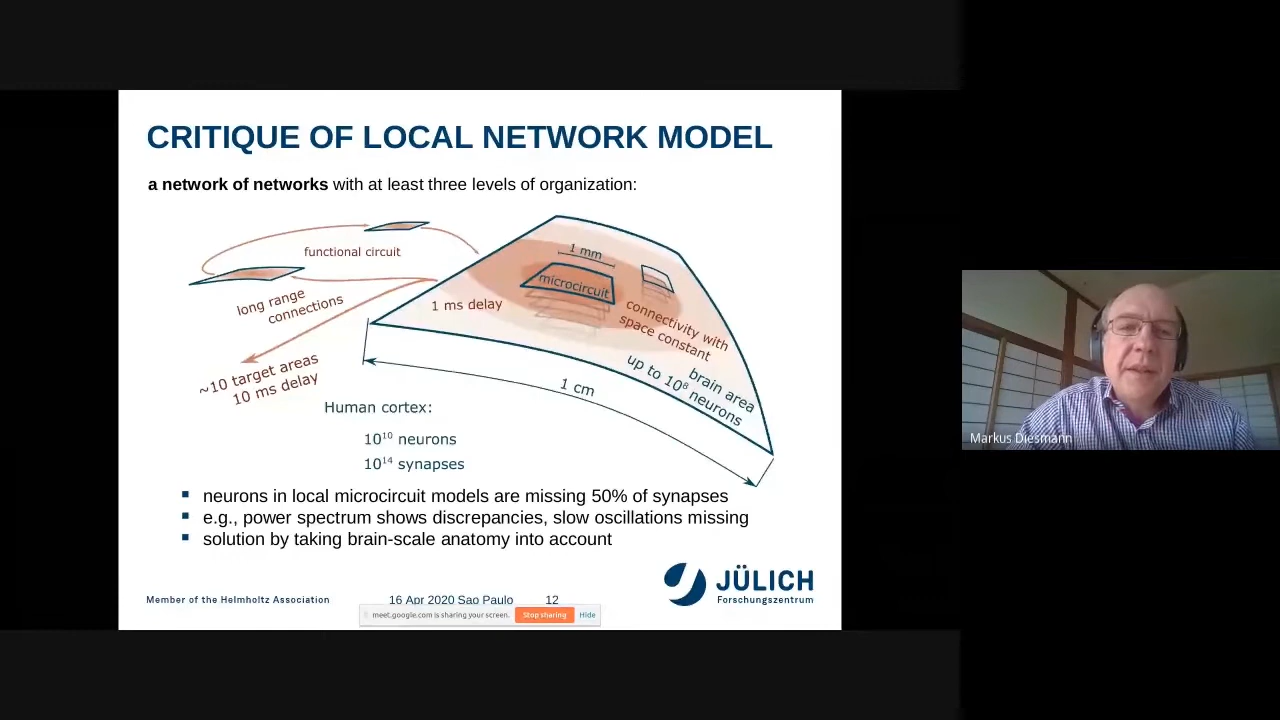 CRITIQUE OF LOCAL NETWORK MODEL
a network of networks with at least three levels of organization:
functional circuit
long range
connections
~10 target areas
10 ms delay
1 mm
microcircuit
1 ms delay
connectivity with
space constant
brain area
up to 10⁸ neurons
1 cm
Human cortex:
10¹⁰ neurons
10¹⁴ synapses
▪ neurons in local microcircuit models are missing 50% of synapses
▪ e.g., power spectrum shows discrepancies, slow oscillations missing
▪ solution by taking brain-scale anatomy into account
JÜLICH
Forschungszentrum
Member of the Helmholtz Association
16 Apr 2020 Sao Paulo
12
meet.google.com is sharing your screen.
Stop sharing
Hide
Markus Diesmann